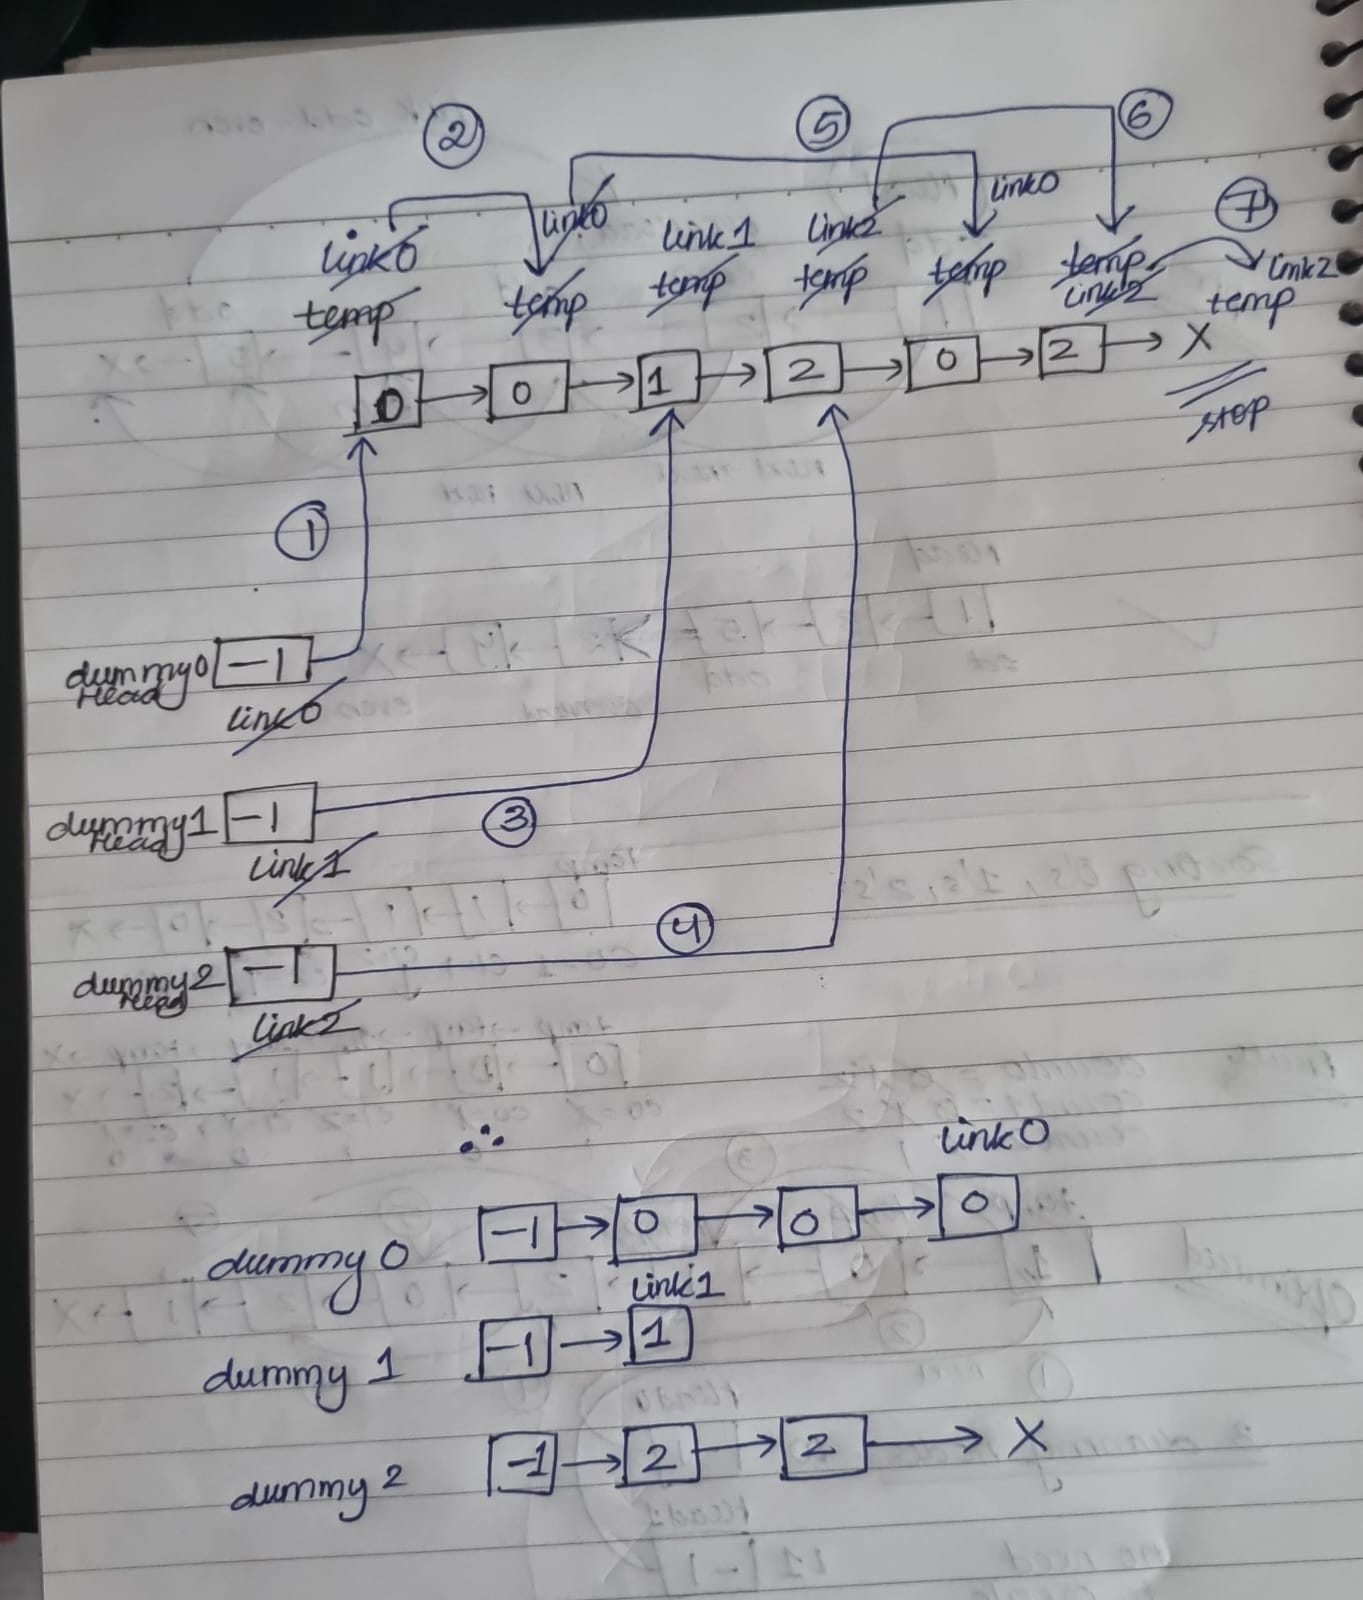 ② ⑤ ⑥
link0 link0 link1 link2 link0 ⑦
temp temp temp temp temp temp link2
link2 temp
0 → 0 → 1 → 2 → 0 → 2 → X
stop
①
dummy0 -1
Head link0
dummy1 -1 ③
Head link1
④
dummy2 -1
Head link2
∴
link0
dummy 0 -1 → 0 → 0 → 0
link1
dummy 1 -1 → 1
dummy 2 -1 → 2 → 2 → X